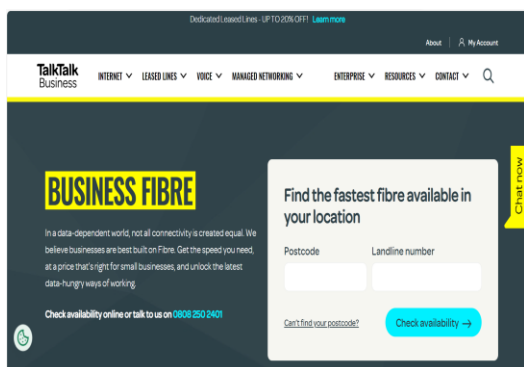 Dedicated Leased Lines - UP TO 20% OFF! Learn more
About My Account
TalkTalk
Business
INTERNET LEASED LINES VOICE MANAGED NETWORKING ENTERPRISE RESOURCES CONTACT
Chat now
BUSINESS FIBRE
In a data-dependent world, not all connectivity is created equal. We
believe businesses are best built on Fibre. Get the speed you need,
at a price that's right for small businesses, and unlock the latest
data-hungry ways of working.
Check availability online or talk to us on 0808 250 2401
Find the fastest fibre available in
your location
Postcode Landline number
Can't find your postcode? Check availability →